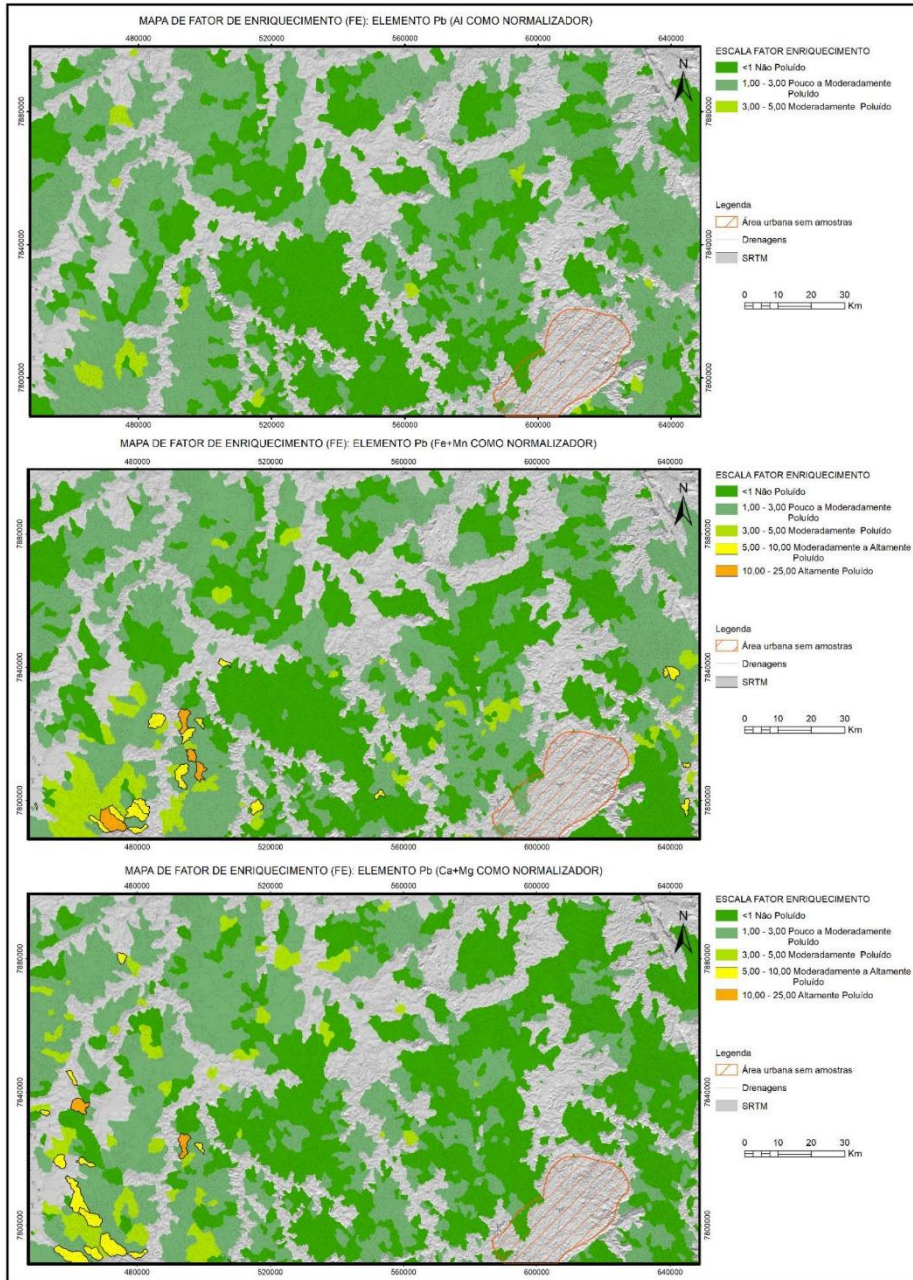 MAPA DE FATOR DE ENRIQUECIMENTO (FE): ELEMENTO Pb (Al COMO NORMALIZADOR)
480000 520000 560000 600000 640000
N
7880000 7880000
7840000 7840000
7800000 7800000
480000 520000 560000 600000 640000
ESCALA FATOR ENRIQUECIMENTO
<1 Não Poluído
1,00 - 3,00 Pouco a Moderadamente
Poluído
3,00 - 5,00 Moderadamente Poluído
Legenda
Área urbana sem amostras
Drenagens
SRTM
0 10 20 30
Km
MAPA DE FATOR DE ENRIQUECIMENTO (FE): ELEMENTO Pb (Fe+Mn COMO NORMALIZADOR)
480000 520000 560000 600000 640000
N
7880000 7880000
7840000 7840000
7800000 7800000
480000 520000 560000 600000 640000
ESCALA FATOR ENRIQUECIMENTO
<1 Não Poluído
1,00 - 3,00 Pouco a Moderadamente
Poluído
3,00 - 5,00 Moderadamente Poluído
5,00 - 10,00 Moderadamente a Altamente
Poluído
10,00 - 25,00 Altamente Poluído
Legenda
Área urbana sem amostras
Drenagens
SRTM
0 10 20 30
Km
MAPA DE FATOR DE ENRIQUECIMENTO (FE): ELEMENTO Pb (Ca+Mg COMO NORMALIZADOR)
480000 520000 560000 600000 640000
N
7880000 7880000
7840000 7840000
7800000 7800000
480000 520000 560000 600000 640000
ESCALA FATOR ENRIQUECIMENTO
<1 Não Poluído
1,00 - 3,00 Pouco a Moderadamente
Poluído
3,00 - 5,00 Moderadamente Poluído
5,00 - 10,00 Moderadamente a Altamente
Poluído
10,00 - 25,00 Altamente Poluído
Legenda
Área urbana sem amostras
Drenagens
SRTM
0 10 20 30
Km